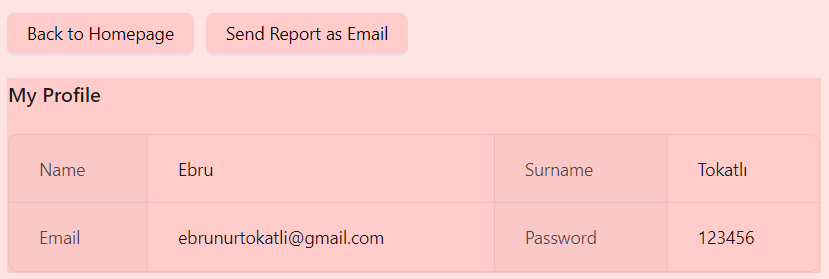 Back to Homepage Send Report as Email
My Profile
Name Ebru Surname Tokatlı
Email ebrunurtokatli@gmail.com Password 123456